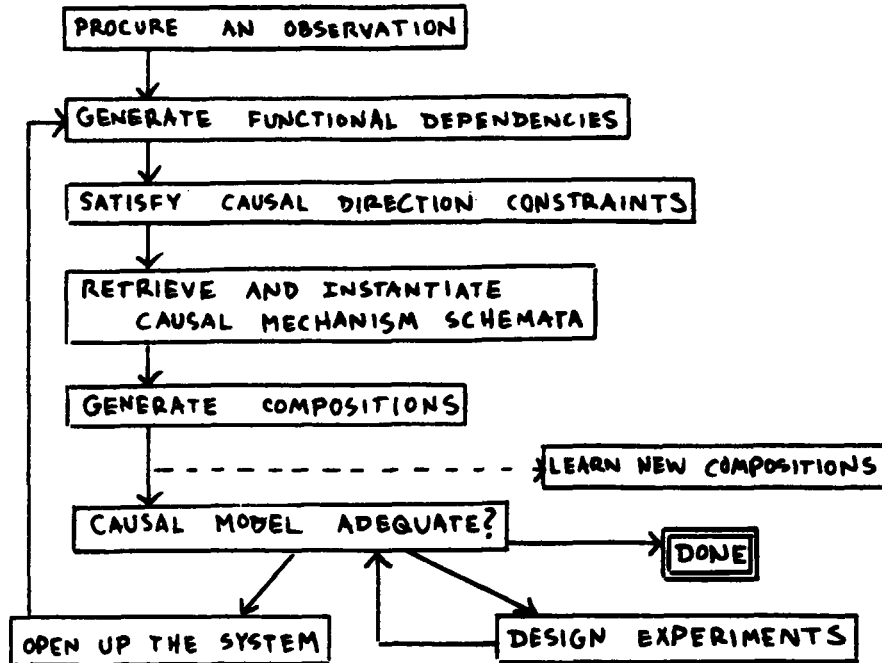 PROCURE AN OBSERVATION
GENERATE FUNCTIONAL DEPENDENCIES
SATISFY CAUSAL DIRECTION CONSTRAINTS
RETRIEVE AND INSTANTIATE
CAUSAL MECHANISM SCHEMATA
GENERATE COMPOSITIONS
LEARN NEW COMPOSITIONS
CAUSAL MODEL ADEQUATE?
DONE
OPEN UP THE SYSTEM
DESIGN EXPERIMENTS